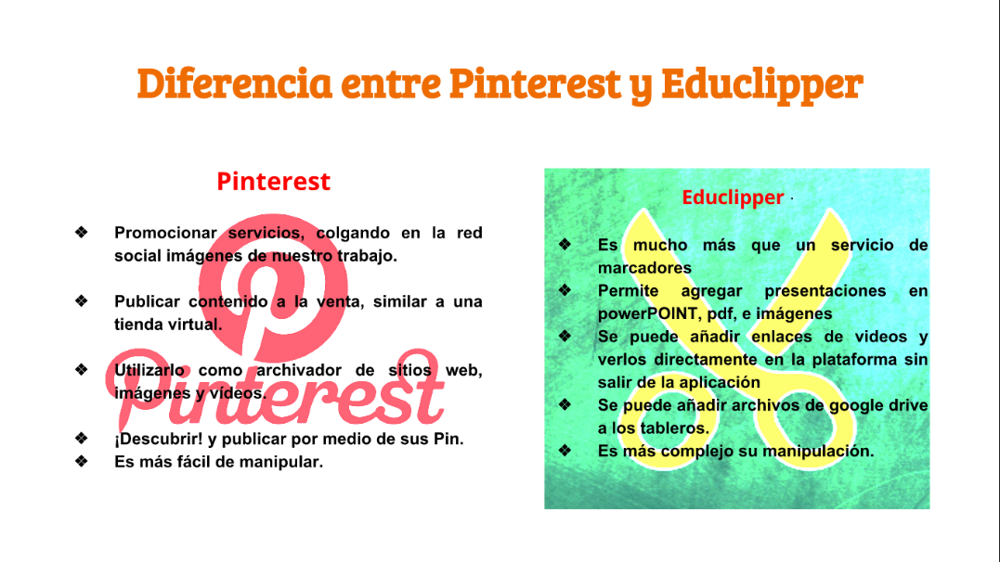 Diferencia entre Pinterest y Educlipper
Pinterest
❖ Promocionar servicios, colgando en la red
social imágenes de nuestro trabajo.
❖ Publicar contenido a la venta, similar a una
tienda virtual.
❖ Utilizarlo como archivador de sitios web,
imágenes y vídeos.
❖ ¡Descubrir! y publicar por medio de sus Pin.
❖ Es más fácil de manipular.
Pinterest
Educlipper .
❖ Es mucho más que un servicio de
marcadores
❖ Permite agregar presentaciones en
powerPOINT, pdf, e imágenes
❖ Se puede añadir enlaces de videos y
verlos directamente en la plataforma sin
salir de la aplicación
❖ Se puede añadir archivos de google drive
a los tableros.
❖ Es más complejo su manipulación.